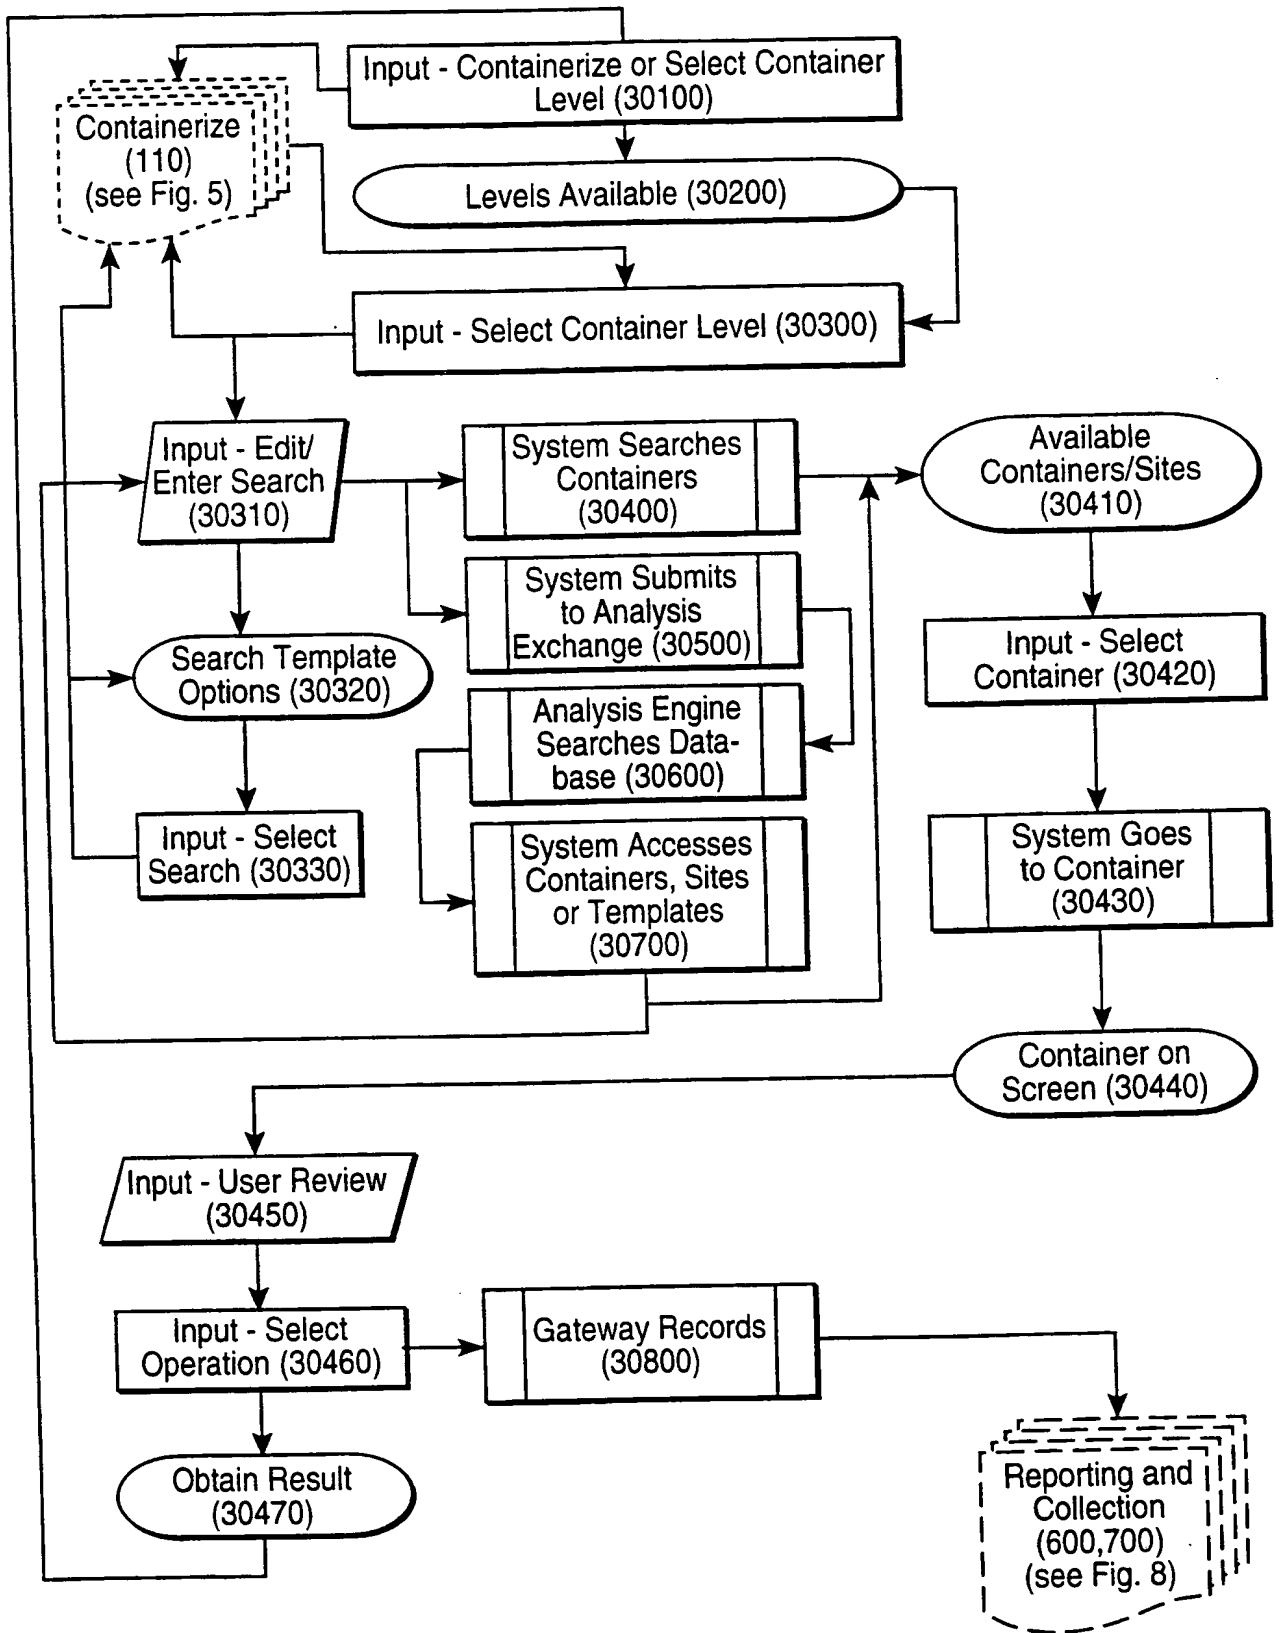 Input - Containerize or Select Container
Level (30100)
Containerize
(110)
(see Fig. 5)
Levels Available (30200)
Input - Select Container Level (30300)
Input - Edit/
Enter Search
(30310)
System Searches
Containers
(30400)
Available
Containers/Sites
(30410)
System Submits
to Analysis
Exchange (30500)
Input - Select
Container (30420)
Search Template
Options (30320)
Analysis Engine
Searches Data-
base (30600)
Input - Select
Search (30330)
System Accesses
Containers, Sites
or Templates
(30700)
System Goes
to Container
(30430)
Container on
Screen (30440)
Input - User Review
(30450)
Input - Select
Operation (30460)
Gateway Records
(30800)
Obtain Result
(30470)
Reporting and
Collection
(600,700)
(see Fig. 8)